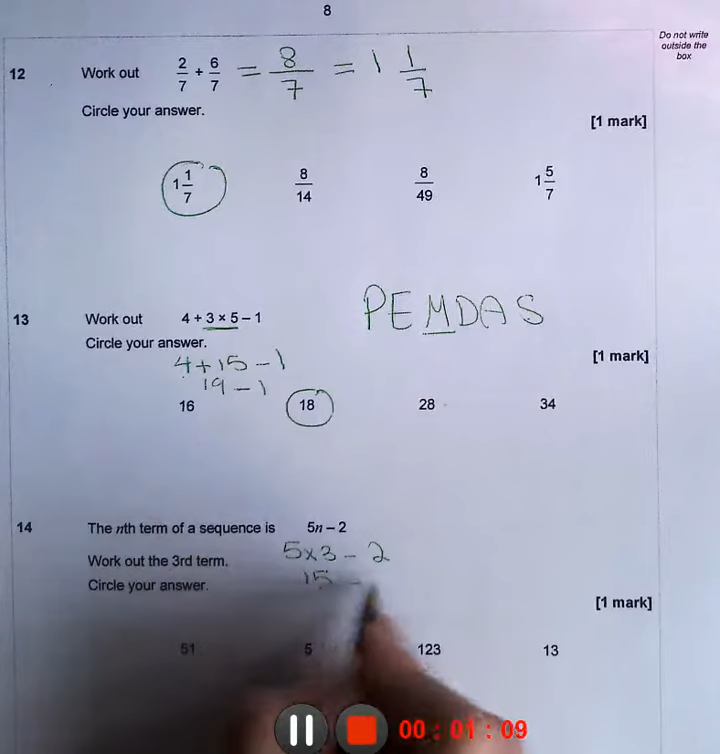 8
Do not write
outside the
box
12 Work out 2/7 + 6/7 = 8/7 = 1 1/7
Circle your answer.
[1 mark]
1 1/7 8/14 8/49 1 5/7
13 Work out 4 + 3 × 5 – 1 PEMDAS
Circle your answer.
[1 mark]
4+15-1
19-1
16 18 28 34
14 The nth term of a sequence is 5n – 2
Work out the 3rd term. 5×3-2
Circle your answer. 15 -
[1 mark]
51 5 123 13
00 : 01 : 09